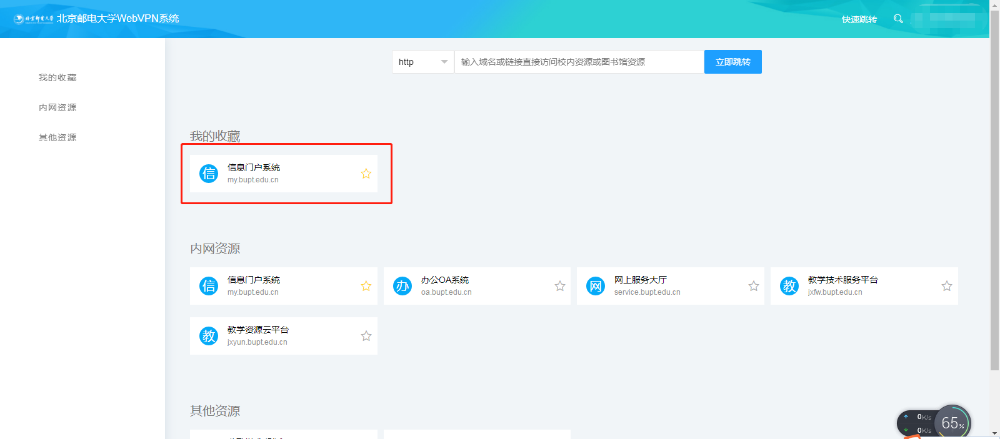 北京邮电大学 北京邮电大学WebVPN系统
快速跳转
http 输入域名或链接直接访问校内资源或图书馆资源 立即跳转
我的收藏
内网资源
其他资源
我的收藏
信 信息门户系统
my.bupt.edu.cn
内网资源
信 信息门户系统
my.bupt.edu.cn
办 办公OA系统
oa.bupt.edu.cn
网 网上服务大厅
service.bupt.edu.cn
教 教学技术服务平台
jxfw.bupt.edu.cn
教 教学资源云平台
jxyun.bupt.edu.cn
其他资源
0K/s
0K/s
65%